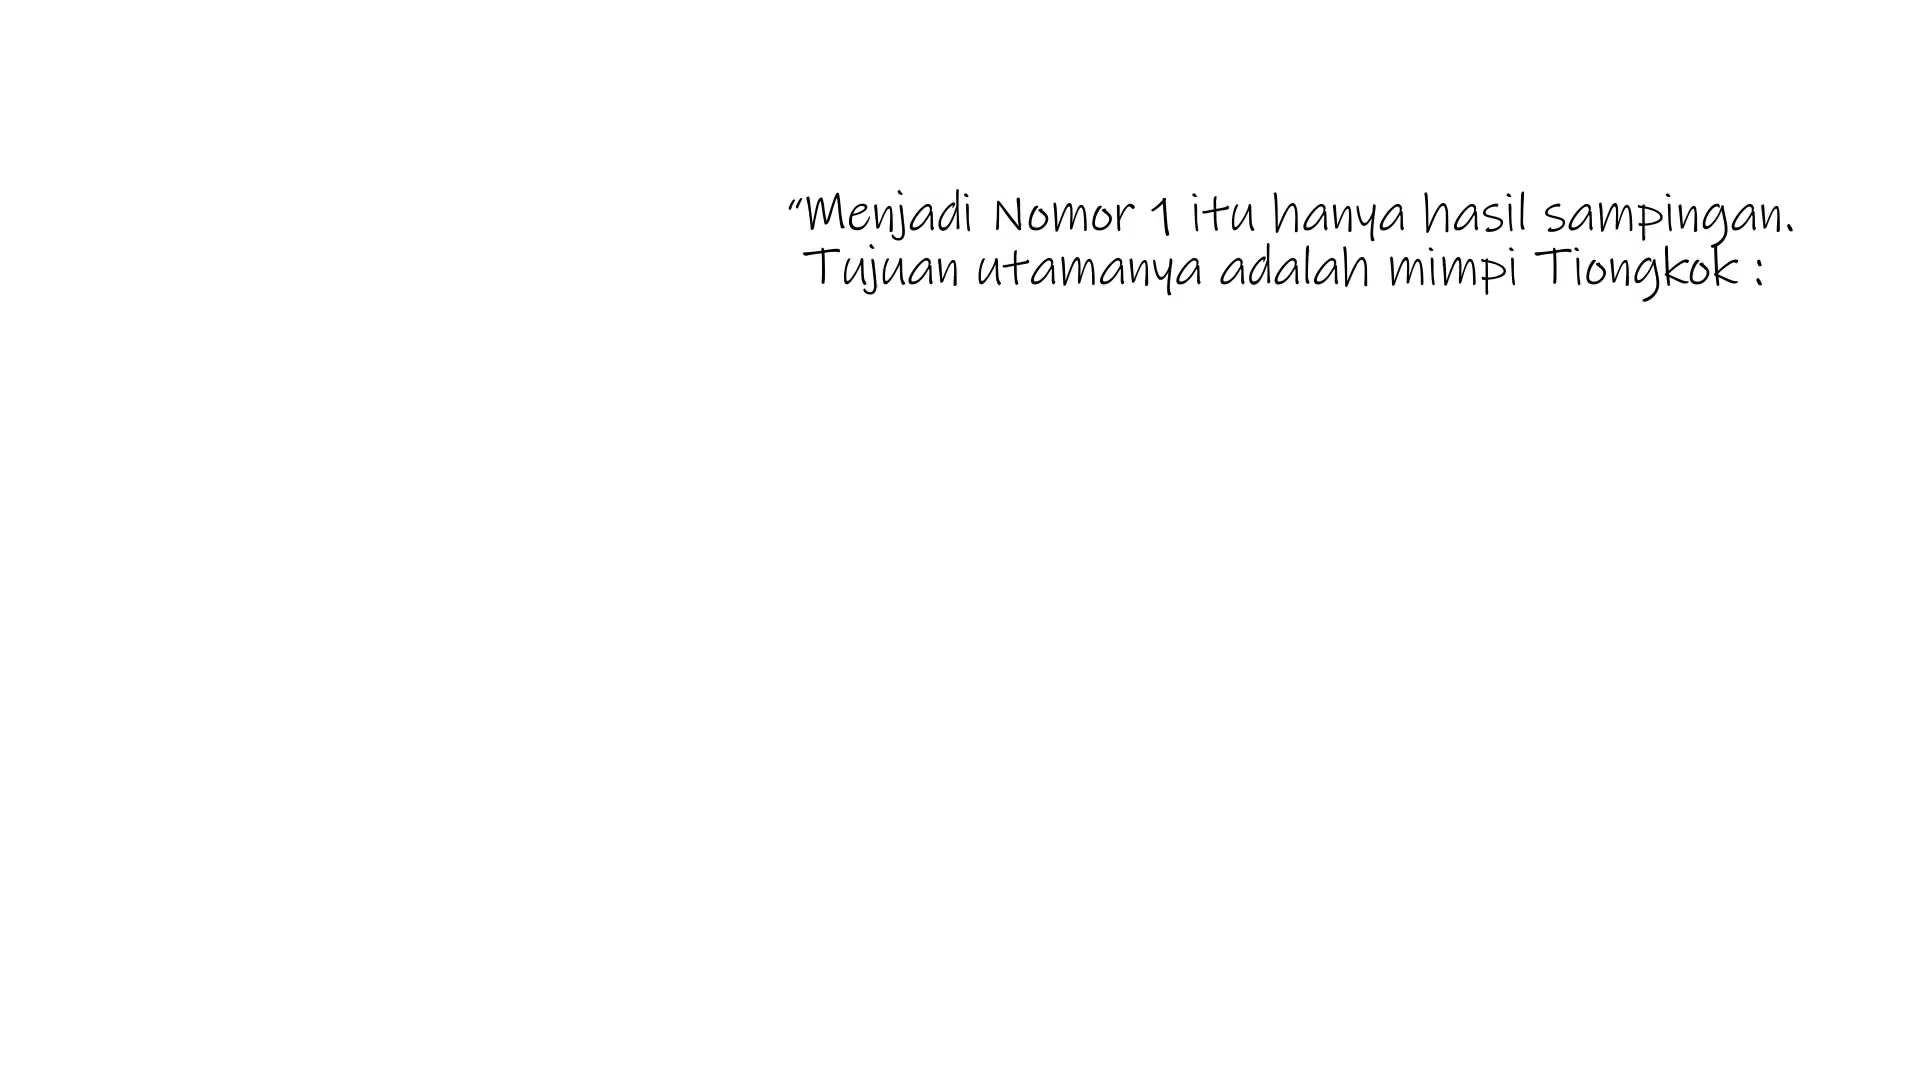 “Menjadi Nomor 1 itu hanya hasil sampingan.
Tujuan utamanya adalah mimpi Tiongkok :